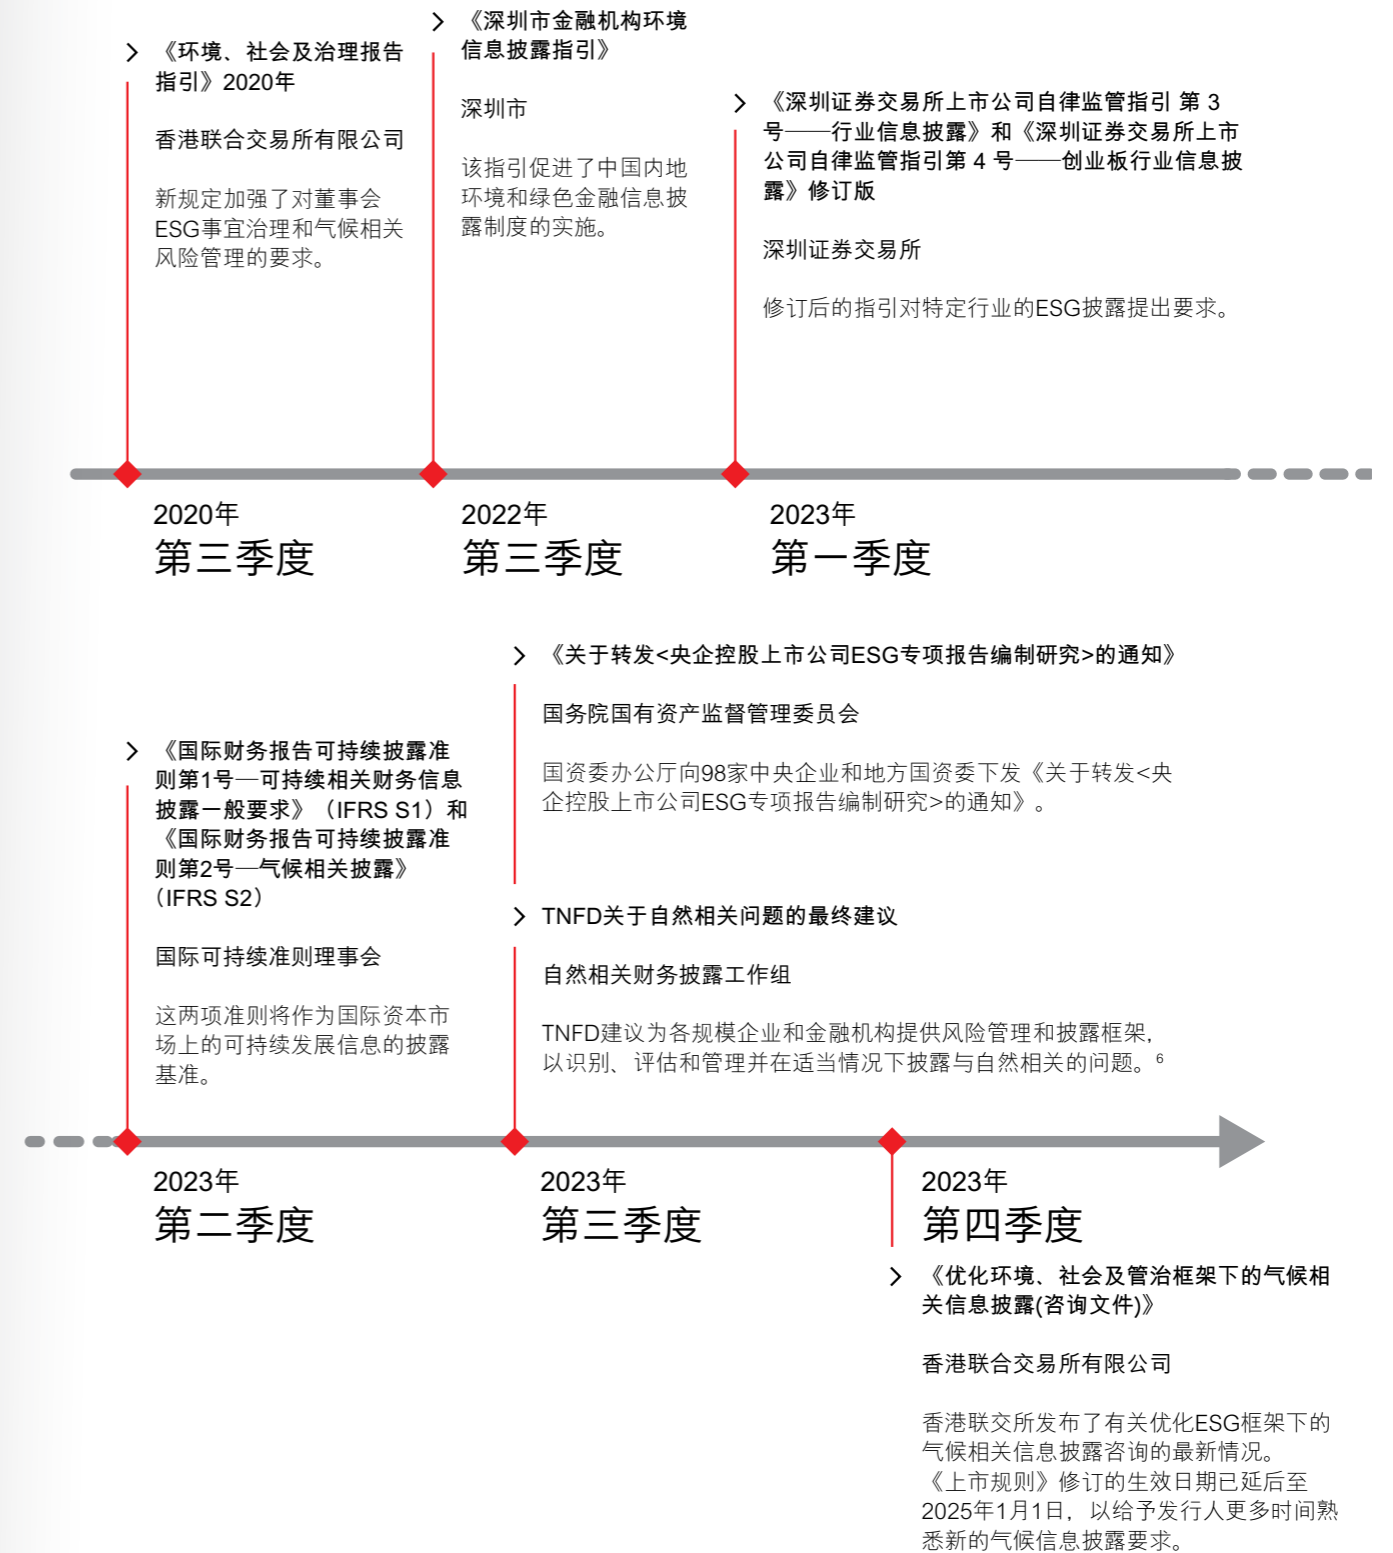 《环境、社会及治理报告
指引》2020年
香港联合交易所有限公司
新规定加强了对董事会
ESG事宜治理和气候相关
风险管理的要求。
《深圳市金融机构环境
信息披露指引》
深圳市
该指引促进了中国内地
环境和绿色金融信息披
露制度的实施。
《深圳证券交易所上市公司自律监管指引 第 3
号——行业信息披露》和《深圳证券交易所上市
公司自律监管指引第 4 号——创业板行业信息披
露》修订版
深圳证券交易所
修订后的指引对特定行业的ESG披露提出要求。
2020年
第三季度
2022年
第三季度
2023年
第一季度
《国际财务报告可持续披露准
则第1号—可持续相关财务信息
披露一般要求》（IFRS S1）和
《国际财务报告可持续披露准
则第2号—气候相关披露》
（IFRS S2）
国际可持续准则理事会
这两项准则将作为国际资本市
场上的可持续发展信息的披露
基准。
《关于转发<央企控股上市公司ESG专项报告编制研究>的通知》
国务院国有资产监督管理委员会
国资委办公厅向98家中央企业和地方国资委下发《关于转发<央
企控股上市公司ESG专项报告编制研究>的通知》。
TNFD关于自然相关问题的最终建议
自然相关财务披露工作组
TNFD建议为各规模企业和金融机构提供风险管理和披露框架，
以识别、评估和管理并在适当情况下披露与自然相关的问题。⁶
2023年
第二季度
2023年
第三季度
2023年
第四季度
《优化环境、社会及管治框架下的气候相
关信息披露(咨询文件)》
香港联合交易所有限公司
香港联交所发布了有关优化ESG框架下的
气候相关信息披露咨询的最新情况。
《上市规则》修订的生效日期已延后至
2025年1月1日，以给予发行人更多时间熟
悉新的气候信息披露要求。